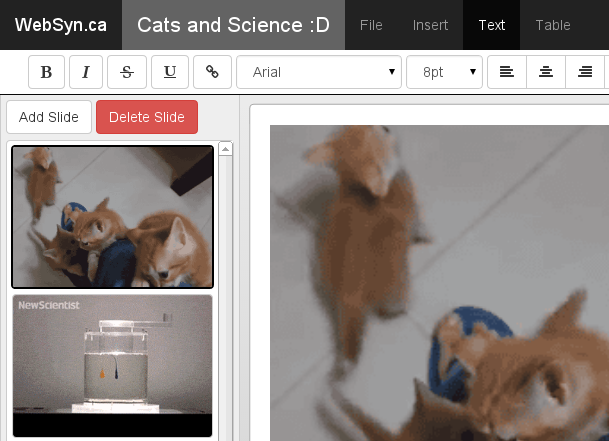 WebSyn.ca Cats and Science :D File Insert Text Table
B I S U Arial 8pt
Add Slide Delete Slide
NewScientist